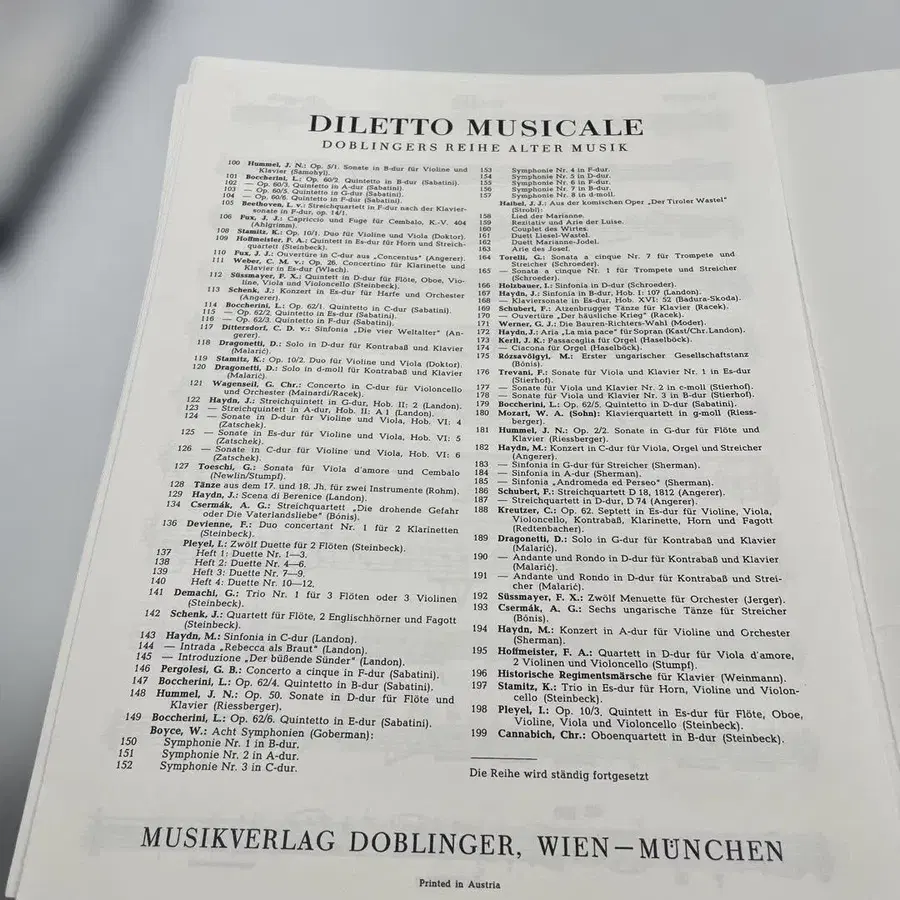 DILETTO MUSICALE
DOBLINGERS REIHE ALTER MUSIK
100 Hummel, J. N.: Op. 5/1. Sonate in B-dur für Violine und
Klavier (Samohyl).
101 Boccherini, L.: Op. 60/2. Quintetto in B-dur (Sabatini).
102 — Op. 60/3. Quintetto in A-dur (Sabatini).
103 — Op. 60/5. Quintetto in G-dur (Sabatini).
104 — Op. 60/6. Quintetto in F-dur (Sabatini).
105 Beethoven, L. v.: Streichquartett in F-dur nach der Klavier-
sonate in F-dur, op. 14/1.
106 Fux, J. J.: Capriccio und Fuge für Cembalo, K.-V. 404
(Ahlgrimm).
108 Stamitz, K.: Op. 10/1. Duo für Violine und Viola (Doktor).
109 Hoffmeister, F. A.: Quintett in Es-dur für Horn und Streich-
quartett (Steinbeck).
110 Fux, J. J.: Ouvertüre in C-dur aus „Concentus" (Angerer).
111 Weber, C. M. v.: Op. 26. Concertino für Klarinette und
Klavier in Es-dur (Wlach).
112 Süssmayer, F. X.: Quintett in D-dur für Flöte, Oboe, Vio-
line, Viola und Violoncello (Steinbeck).
113 Schenk, J.: Konzert in Es-dur für Harfe und Orchester
(Angerer).
114 Boccherini, L.: Op. 62/1. Quintetto in C-dur (Sabatini).
115 — Op. 62/2. Quintetto in Es-dur (Sabatini).
116 — Op. 62/3. Quintetto in F-dur (Sabatini).
117 Dittersdorf, C. D. v.: Sinfonia „Die vier Weltalter" (An-
gerer).
118 Dragonetti, D.: Solo in D-dur für Kontrabaß und Klavier
(Malarić).
119 Stamitz, K.: Op. 10/2. Duo für Violine und Viola (Doktor).
120 Dragonetti, D.: Solo in d-moll für Kontrabaß und Klavier
(Malarić).
121 Wagenseil, G. Chr.: Concerto in C-dur für Violoncello
und Orchester (Mainardi/Racek).
122 Haydn, J.: Streichquintett in G-dur, Hob. II: 2 (Landon).
123 — Streichquintett in A-dur, Hob. II: A 1 (Landon).
124 — Sonate in D-dur für Violine und Viola, Hob. VI: 4
(Zatschek).
125 — Sonate in Es-dur für Violine und Viola, Hob. VI: 5
(Zatschek).
126 — Sonate in C-dur für Violine und Viola, Hob. VI: 6
(Zatschek).
127 Toeschi, G.: Sonata für Viola d'amore und Cembalo
(Newlin/Stumpf).
128 Tänze aus dem 17. und 18. Jh. für zwei Instrumente (Rohm).
129 Haydn, J.: Scena di Berenice (Landon).
134 Csermák, A. G.: Streichquartett „Die drohende Gefahr
oder Die Vaterlandsliebe" (Bónis).
136 Devienne, F.: Duo concertant Nr. 1 für 2 Klarinetten
(Steinbeck).
Pleyel, I.: Zwölf Duette für 2 Flöten (Steinbeck).
137 Heft 1: Duette Nr. 1—3.
138 Heft 2: Duette Nr. 4—6.
139 Heft 3: Duette Nr. 7—9.
140 Heft 4: Duette Nr. 10—12.
141 Demachi, G.: Trio Nr. 1 für 3 Flöten oder 3 Violinen
(Steinbeck).
142 Schenk, J.: Quartett für Flöte, 2 Englischhörner und Fagott
(Steinbeck).
143 Haydn, M.: Sinfonia in C-dur (Landon).
144 — Intrada „Rebecca als Braut" (Landon).
145 — Introduzione „Der büßende Sünder" (Landon).
146 Pergolesi, G. B.: Concerto a cinque in F-dur (Sabatini).
147 Boccherini, L.: Op. 62/4. Quintetto in B-dur (Sabatini).
148 Hummel, J. N.: Op. 50. Sonate in D-dur für Flöte und
Klavier (Riessberger).
149 Boccherini, L.: Op. 62/6. Quintetto in E-dur (Sabatini).
Boyce, W.: Acht Symphonien (Goberman):
150 Symphonie Nr. 1 in B-dur.
151 Symphonie Nr. 2 in A-dur.
152 Symphonie Nr. 3 in C-dur.
153 Symphonie Nr. 4 in F-dur.
154 Symphonie Nr. 5 in D-dur.
155 Symphonie Nr. 6 in F-dur.
156 Symphonie Nr. 7 in B-dur.
157 Symphonie Nr. 8 in d-moll.
Haibel, J. J.: Aus der komischen Oper „Der Tiroler Wastel"
(Strobl):
158 Lied der Marianne.
159 Rezitativ und Arie der Luise.
160 Couplet des Wirtes.
161 Duett Liesel-Wastel.
162 Duett Marianne-Jodel.
163 Arie des Josef.
164 Torelli, G.: Sonata a cinque Nr. 7 für Trompete und
Streicher (Schroeder).
165 — Sonata a cinque Nr. 1 für Trompete und Streicher
(Schroeder).
166 Holzbauer, I.: Sinfonia in D-dur (Schroeder).
167 Haydn, J.: Sinfonia in B-dur, Hob. I: 107 (Landon).
168 — Klaviersonate in Es-dur, Hob. XVI: 52 (Badura-Skoda).
169 Schubert, F.: Atzenbrugger Tänze für Klavier (Racek).
170 — Ouvertüre „Der häusliche Krieg" (Racek).
171 Werner, G. J.: Die Bauren-Richters-Wahl (Moder).
172 Haydn, J.: Aria „La mia pace" für Sopran (Kast/Chr. Landon).
173 Kerll, J. K.: Passacaglia für Orgel (Haselböck).
174 — Ciacona für Orgel (Haselböck).
175 Rózsavölgyi, M.: Erster ungarischer Gesellschaftstanz
(Bónis).
176 Trevani, F.: Sonate für Viola und Klavier Nr. 1 in Es-dur
(Stierhof).
177 — Sonate für Viola und Klavier Nr. 2 in c-moll (Stierhof).
178 — Sonate für Viola und Klavier Nr. 3 in B-dur (Stierhof).
179 Boccherini, L.: Op. 62/5. Quintetto in D-dur (Sabatini).
180 Mozart, W. A. (Sohn): Klavierquartett in g-moll (Riess-
berger).
181 Hummel, J. N.: Op. 2/2. Sonate in G-dur für Flöte und
Klavier (Riessberger).
182 Haydn, M.: Konzert in C-dur für Viola, Orgel und Streicher
(Angerer).
183 — Sinfonia in G-dur für Streicher (Sherman).
184 — Sinfonia in A-dur (Sherman).
185 — Sinfonia „Andromeda ed Perseo" (Sherman).
186 Schubert, F.: Streichquartett D 18, 1812 (Angerer).
187 — Streichquartett in D-dur, D 74 (Angerer).
188 Kreutzer, C.: Op. 62. Septett in Es-dur für Violine, Viola,
Violoncello, Kontrabaß, Klarinette, Horn und Fagott
(Redtenbacher).
189 Dragonetti, D.: Solo in G-dur für Kontrabaß und Klavier
(Malarić).
190 — Andante und Rondo in D-dur für Kontrabaß und Klavier
(Malarić).
191 — Andante und Rondo in D-dur für Kontrabaß und Strei-
cher (Malarić).
192 Süssmayer, F. X.: Zwölf Menuette für Orchester (Jerger).
193 Csermák, A. G.: Sechs ungarische Tänze für Streicher
(Bónis).
194 Haydn, M.: Konzert in A-dur für Violine und Orchester
(Sherman).
195 Hoffmeister, F. A.: Quartett in D-dur für Viola d'amore,
2 Violinen und Violoncello (Stumpf).
196 Historische Regimentsmärsche für Klavier (Weinmann).
197 Stamitz, K.: Trio in Es-dur für Horn, Violine und Violon-
cello (Steinbeck).
198 Pleyel, I.: Op. 10/3. Quintett in Es-dur für Flöte, Oboe,
Violine, Viola und Violoncello (Steinbeck).
199 Cannabich, Chr.: Oboenquartett in B-dur (Steinbeck).
Die Reihe wird ständig fortgesetzt
MUSIKVERLAG DOBLINGER, WIEN—MÜNCHEN
Printed in Austria